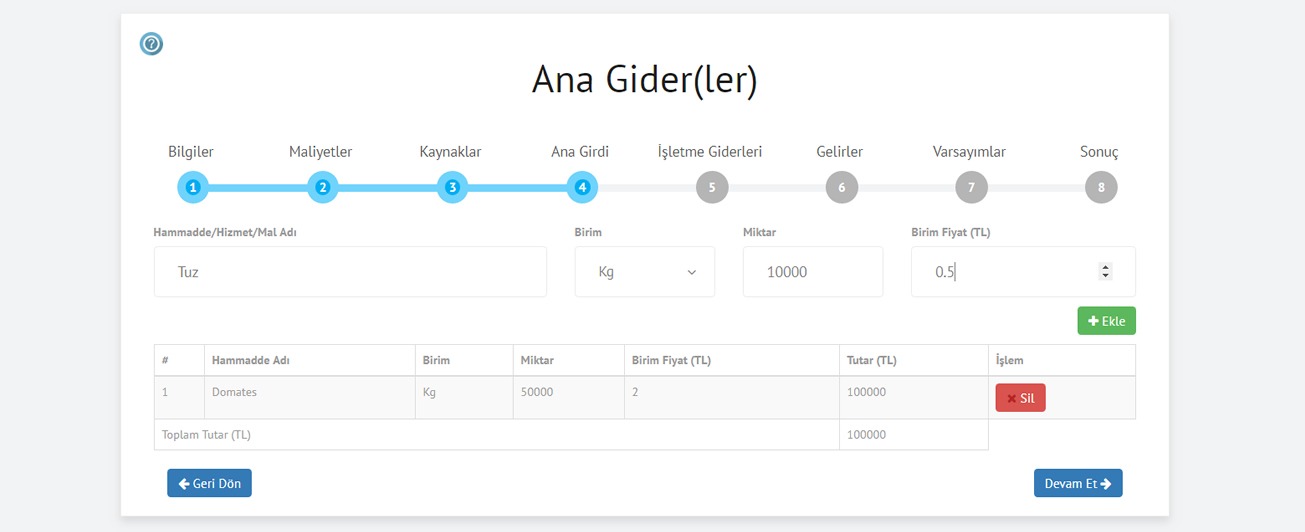 ?
Ana Gider(ler)
Bilgiler Maliyetler Kaynaklar Ana Girdi İşletme Giderleri Gelirler Varsayımlar Sonuç
1 2 3 4 5 6 7 8
Hammadde/Hizmet/Mal Adı Birim Miktar Birim Fiyat (TL)
Tuz Kg 10000 0.5
Ekle
# Hammadde Adı Birim Miktar Birim Fiyat (TL) Tutar (TL) İşlem
1 Domates Kg 50000 2 100000 Sil
Toplam Tutar (TL) 100000
Geri Dön Devam Et